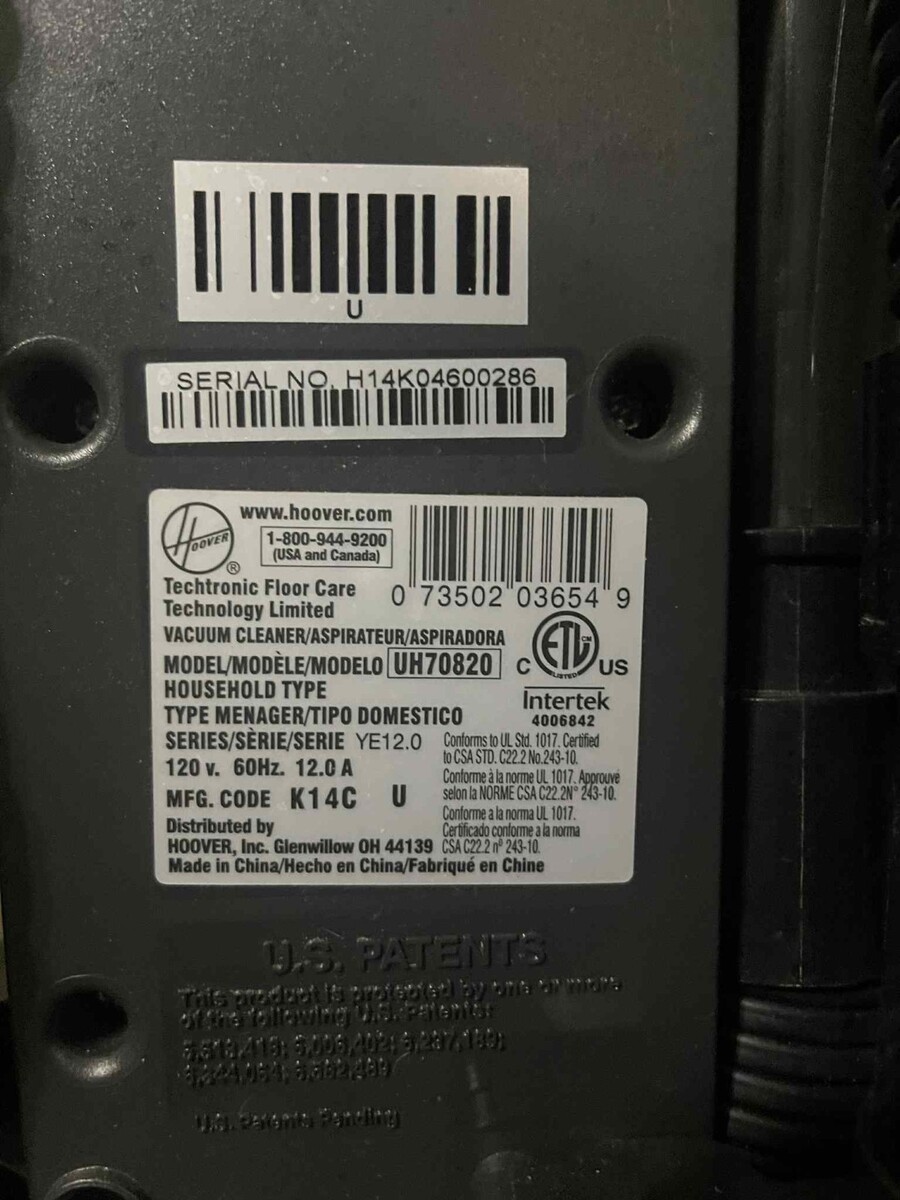 U
SERIAL NO. H14K04600286
HOOVER ®
www.hoover.com
1-800-944-9200
(USA and Canada)
0 73502 03654 9
Techtronic Floor Care
Technology Limited
VACUUM CLEANER/ASPIRATEUR/ASPIRADORA
MODEL/MODÈLE/MODELO UH70820
HOUSEHOLD TYPE
TYPE MENAGER/TIPO DOMESTICO
SERIES/SÈRIE/SERIE YE12.0
120 v. 60Hz. 12.0 A
MFG. CODE K14C U
Distributed by
HOOVER, Inc. Glenwillow OH 44139
Made in China/Hecho en China/Fabriqué en Chine
C ETL CM LISTED US
Intertek
4006842
Conforms to UL Std. 1017. Certified
to CSA STD. C22.2 No.243-10.
Conforme à la norme UL 1017. Approuvé
selon la NORME CSA C22.2N° 243-10.
Conforme a la norma UL 1017.
Certificado conforme a la norma
CSA C22.2 nº 243-10.
U.S. PATENTS
This product is protected by one or more
of the following U.S. Patents:
U.S. Patents Pending